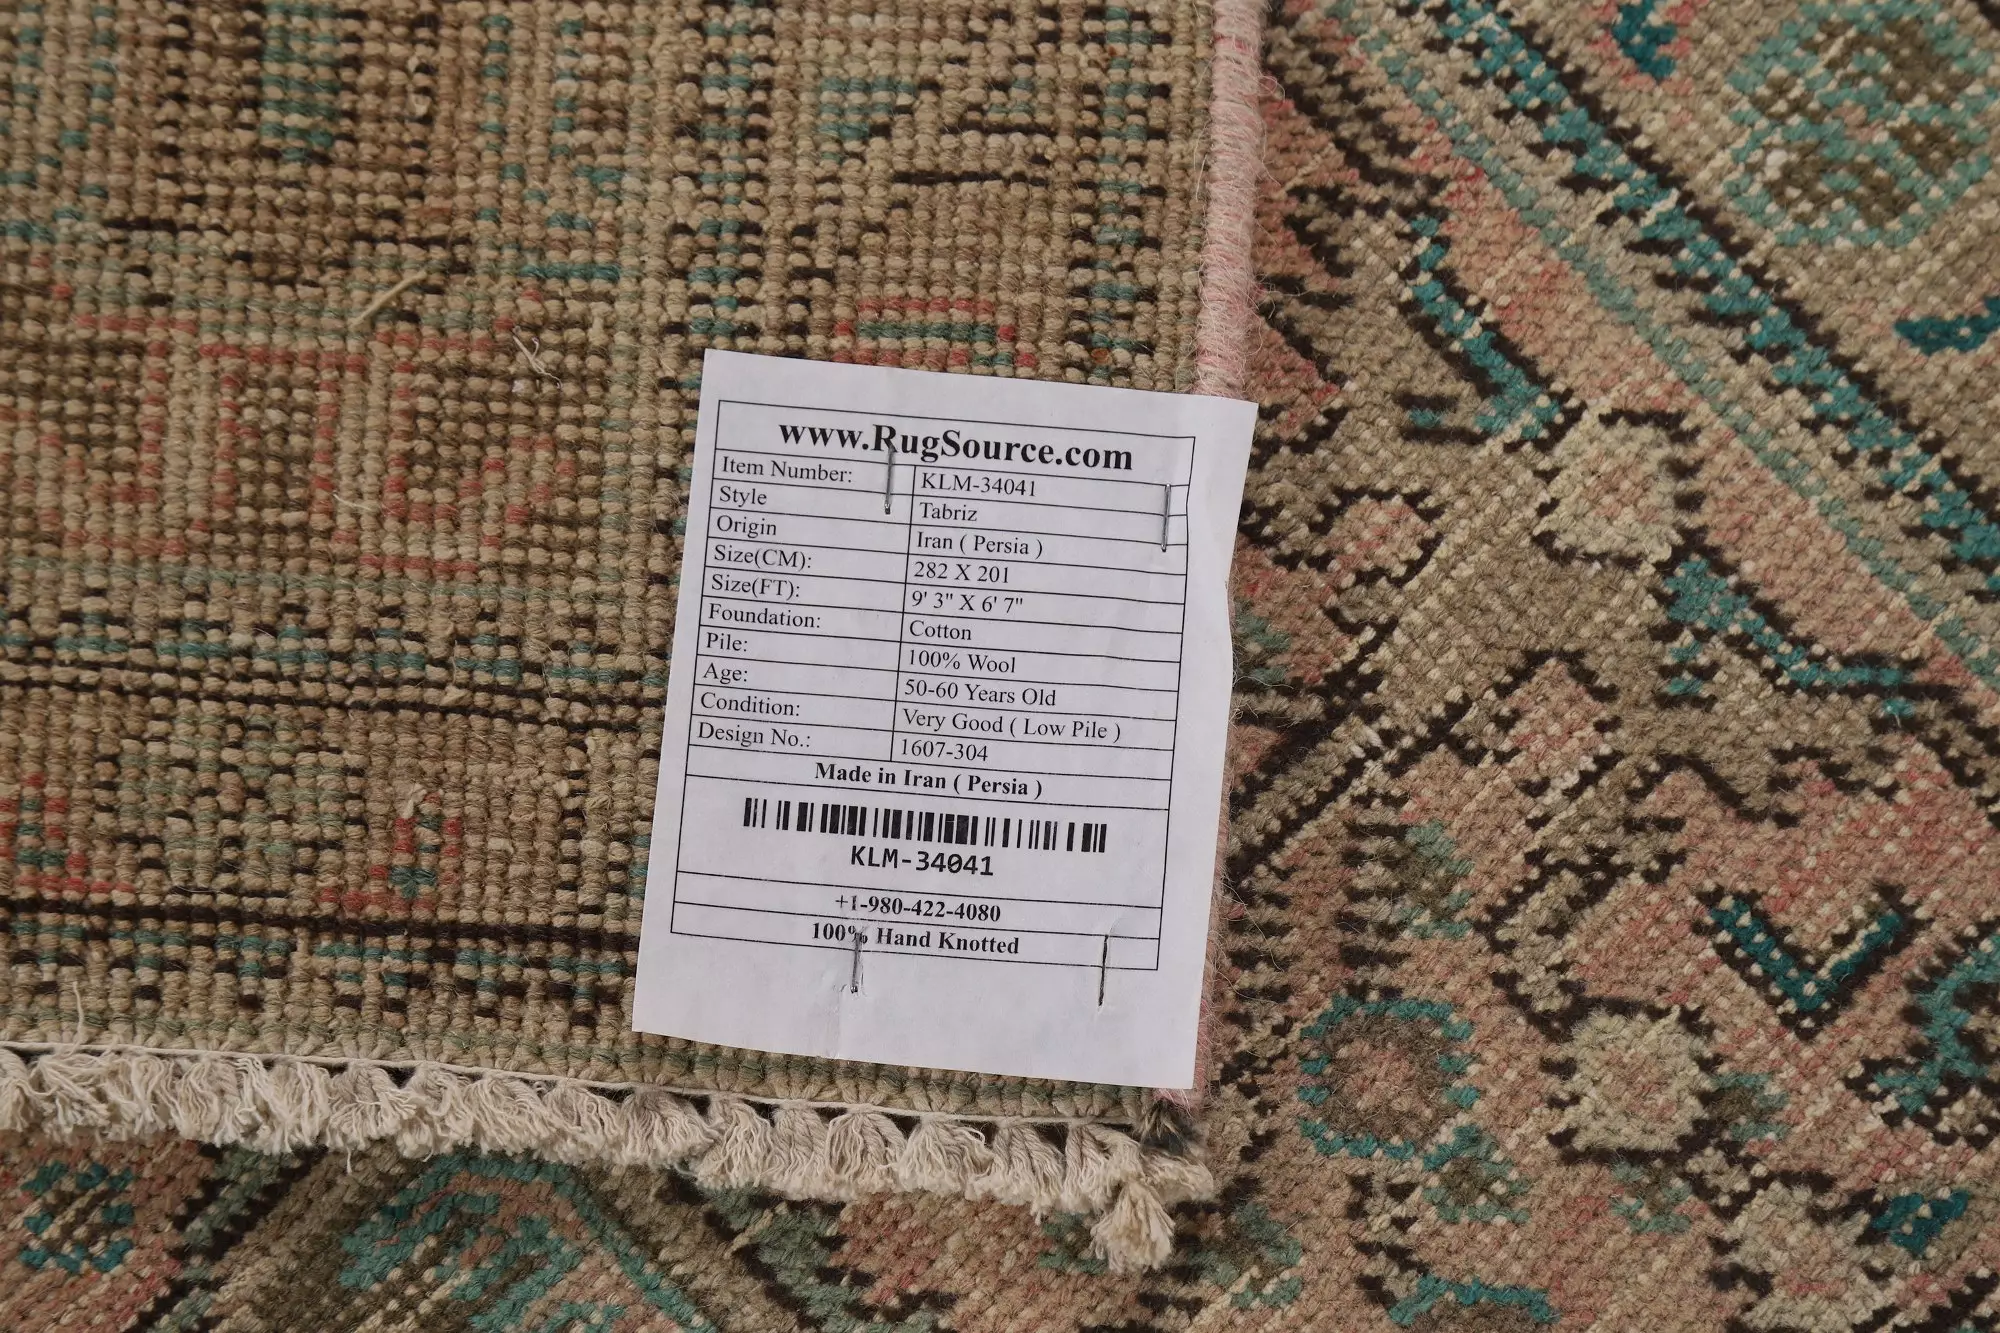 www.RugSource.com
Item Number: KLM-34041
Style Tabriz
Origin Iran ( Persia )
Size(CM): 282 X 201
Size(FT): 9' 3" X 6' 7"
Foundation: Cotton
Pile: 100% Wool
Age: 50-60 Years Old
Condition: Very Good ( Low Pile )
Design No.: 1607-304
Made in Iran ( Persia )
KLM-34041
+1-980-422-4080
100% Hand Knotted